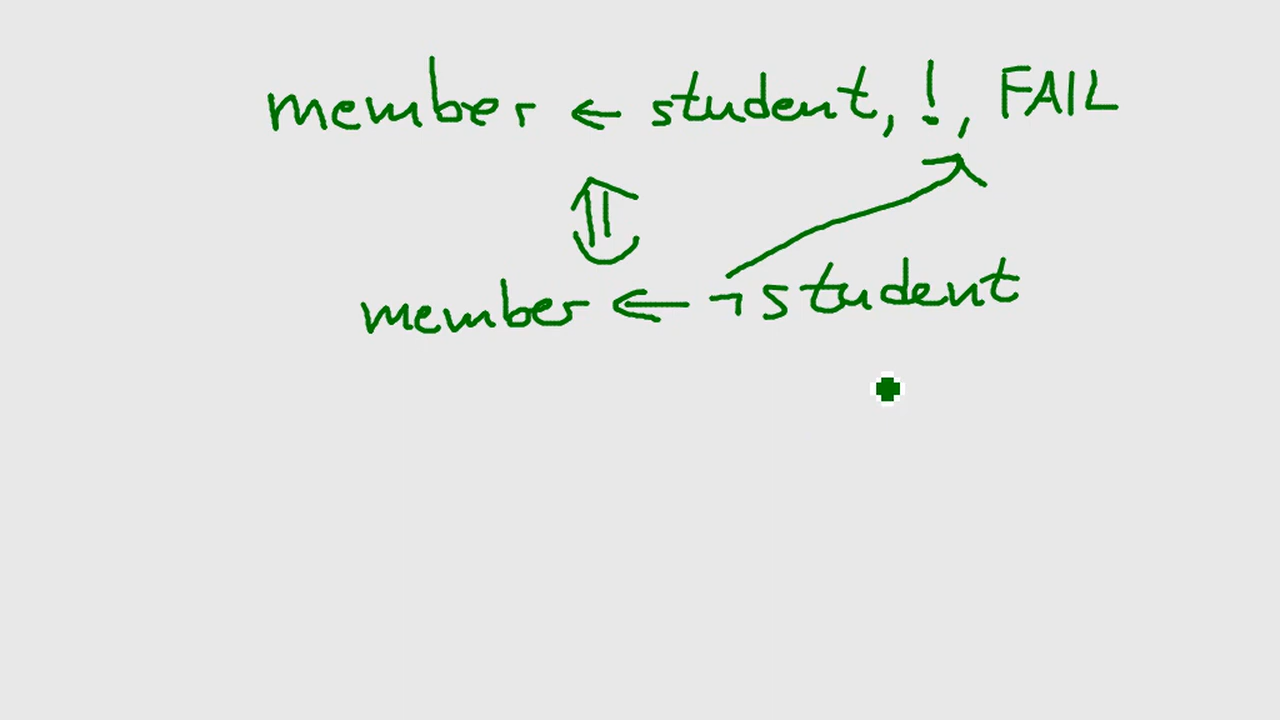 member ← student, !, FAIL
⇕
member ← ¬student